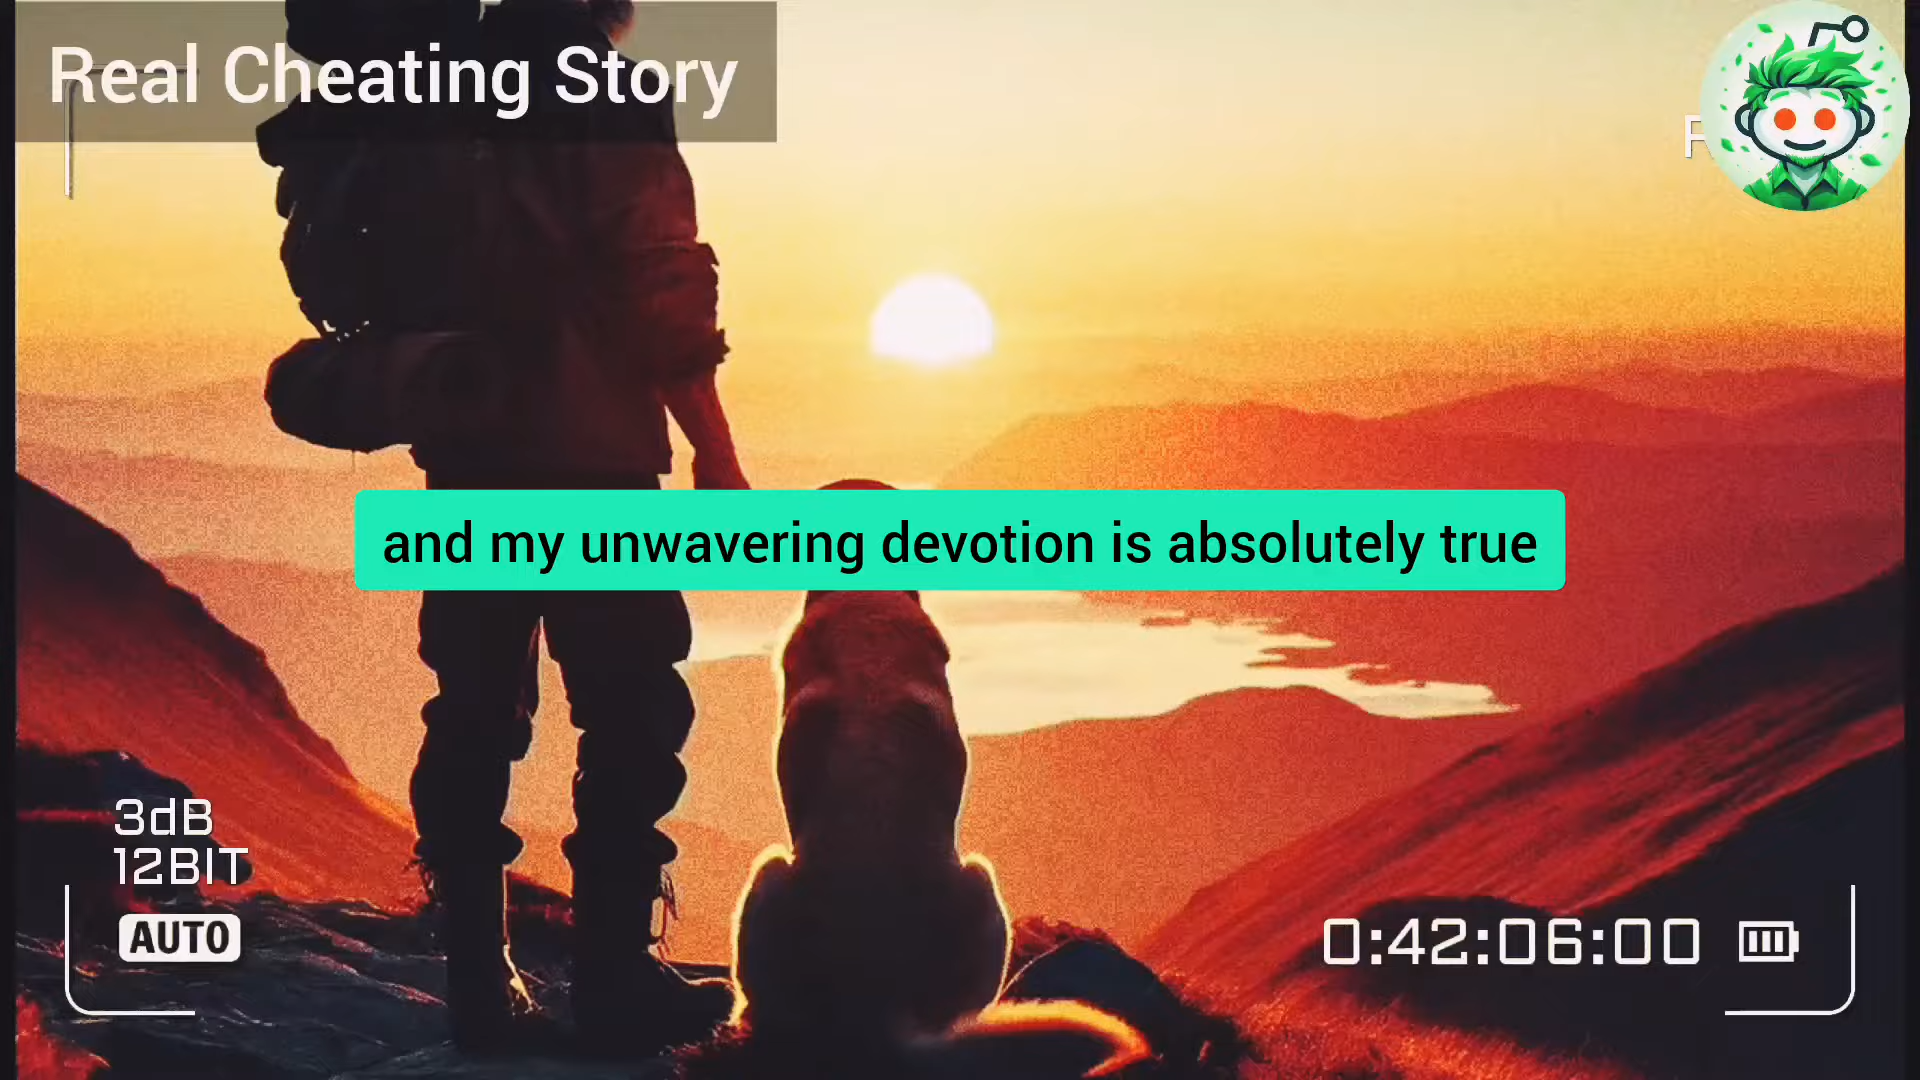 Real Cheating Story
and my unwavering devotion is absolutely true
3dB
12BIT
AUTO
0:42:06:00